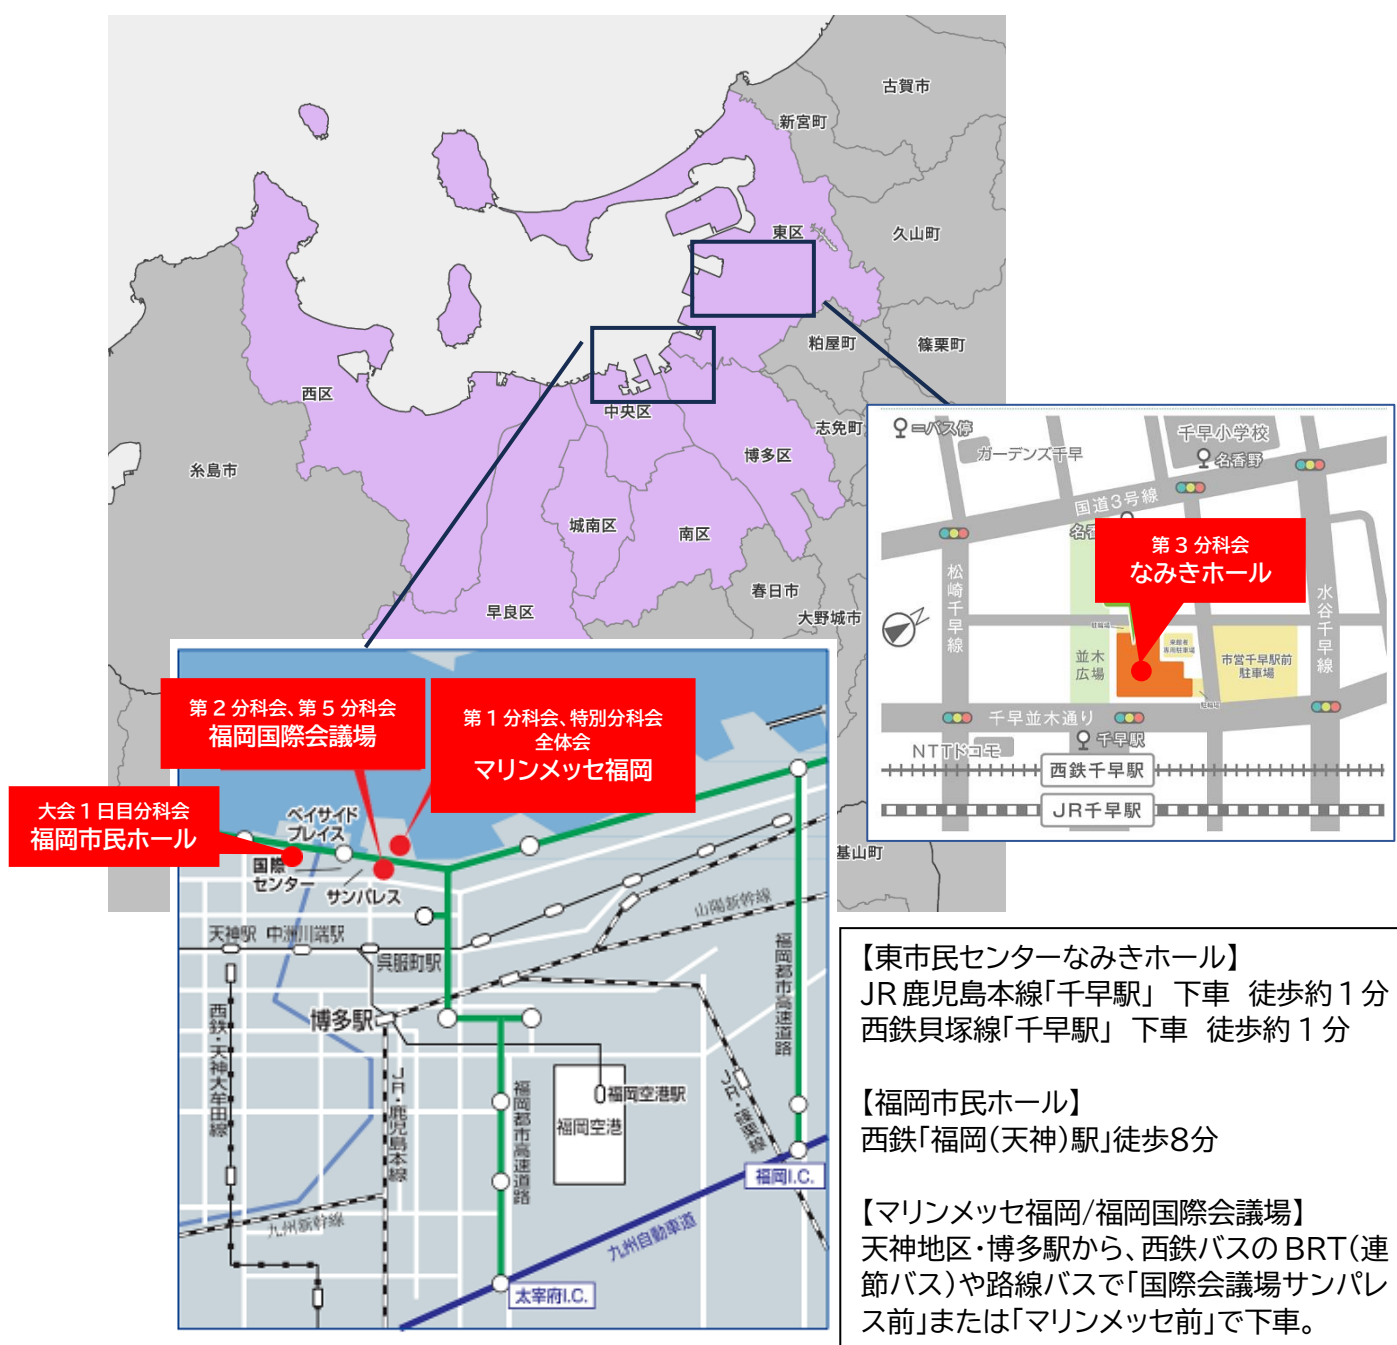 古賀市
新宮町
東区
久山町
粕屋町
篠栗町
西区
中央区
志免町
糸島市
博多区
城南区
南区
春日市
早良区
大野城市
基山町
=バス停
千早小学校
ガーデンズ千早
名香野
国道3号線
名香
第3分科会
なみきホール
松崎千早線
水谷千早線
駐輪場
来館者
専用駐車場
並木
広場
市営千早駅前
駐車場
駐輪場
千早並木通り
千早駅
NTTドコモ
西鉄千早駅
JR千早駅
第2分科会、第5分科会
福岡国際会議場
第1分科会、特別分科会
全体会
マリンメッセ福岡
大会1日目分科会
福岡市民ホール
ベイサイド
プレイス
国際
センター
サンパレス
山陽新幹線
天神駅
中洲川端駅
呉服町駅
福岡都市高速道路
博多駅
西鉄・天神大牟田線
JR・鹿児島本線
福岡都市高速道路
福岡空港駅
福岡空港
JR・篠栗線
福岡I.C.
九州新幹線
九州自動車道
太宰府I.C.
【東市民センターなみきホール】
JR鹿児島本線「千早駅」 下車 徒歩約1分
西鉄貝塚線「千早駅」 下車 徒歩約1分
【福岡市民ホール】
西鉄「福岡(天神)駅」徒歩8分
【マリンメッセ福岡/福岡国際会議場】
天神地区・博多駅から、西鉄バスのBRT(連
節バス)や路線バスで「国際会議場サンパレ
ス前」または「マリンメッセ前」で下車。